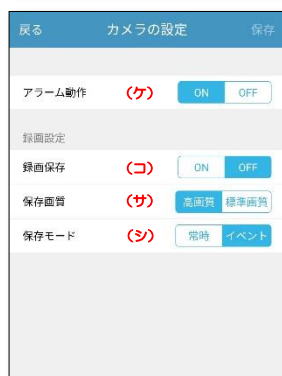 戻る カメラの設定 保存
アラーム動作 (ケ) ON OFF
録画設定
録画保存 (コ) ON OFF
保存画質 (サ) 高画質 標準画質
保存モード (シ) 常時 イベント